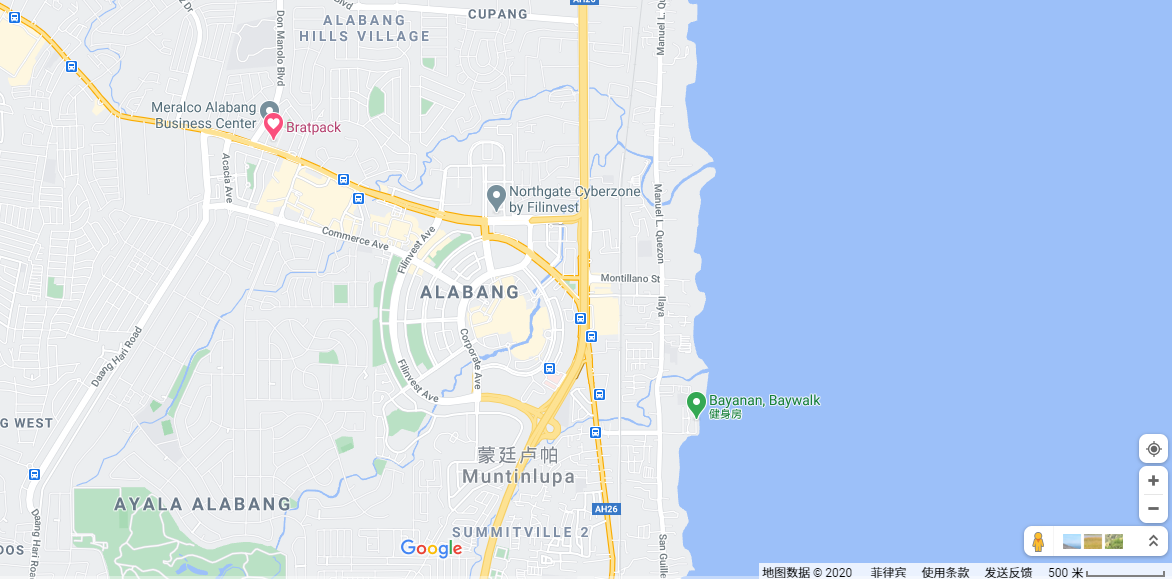 AH26
CUPANG
Manuel L. Q
Blvd
z Dr
Don Manolo Blvd
ALABANG
HILLS VILLAGE
Meralco Alabang
Business Center
Bratpack
Acacia Ave
Northgate Cyberzone
by Filinvest
Manuel L. Quezon
Commerce Ave
Filinvest Ave
Montillano St
ALABANG
Ilaya
Daang Hari Road
Corporate Ave
Filinvest Ave
Bayanan, Baywalk
健身房
G WEST
蒙廷卢帕
Muntinlupa
AYALA ALABANG
AH26
Daang Hari Road
SUMMITVILLE 2
San Guille
DOS
Google
地图数据 © 2020 菲律宾 使用条款 发送反馈 500 米